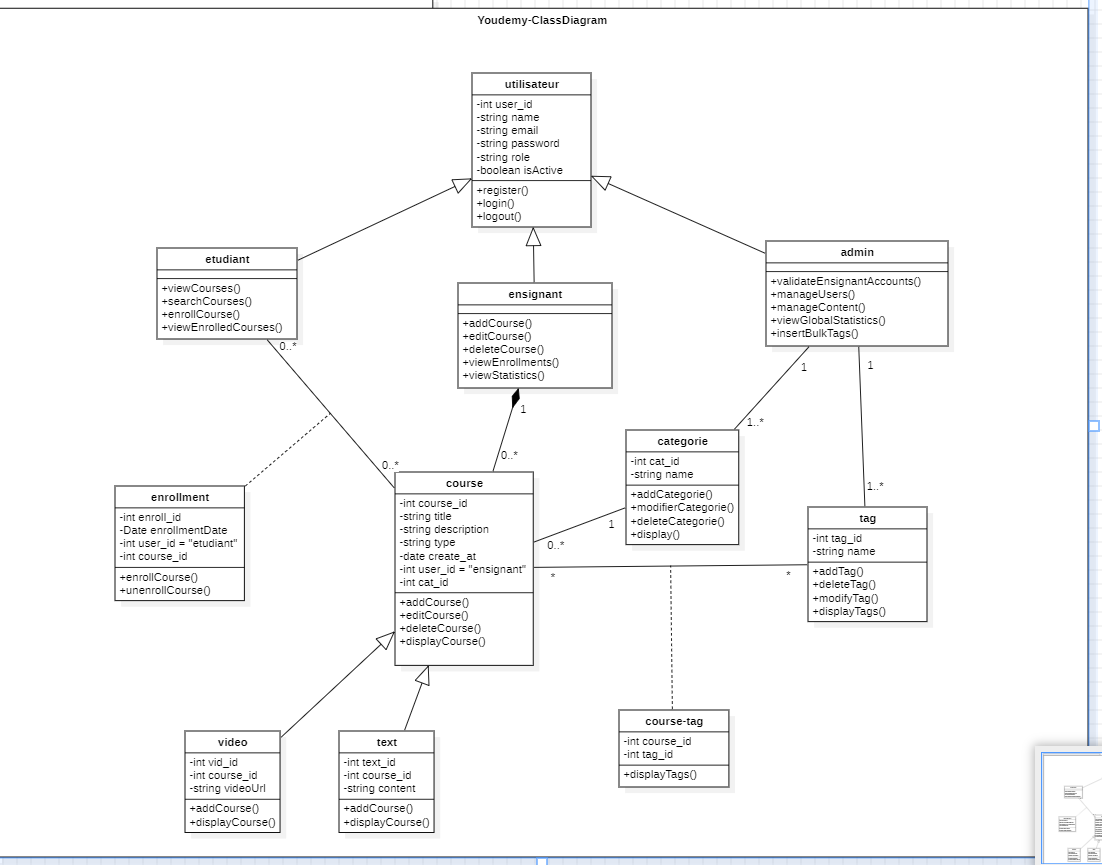 Youdemy-ClassDiagram
utilisateur
-int user_id
-string name
-string email
-string password
-string role
-boolean isActive
+register()
+login()
+logout()
etudiant
+viewCourses()
+searchCourses()
+enrollCourse()
+viewEnrolledCourses()
0..*
ensignant
+addCourse()
+editCourse()
+deleteCourse()
+viewEnrollments()
+viewStatistics()
1
0..*
admin
+validateEnsignantAccounts()
+manageUsers()
+manageContent()
+viewGlobalStatistics()
+insertBulkTags()
1
1
1..*
1..*
categorie
-int cat_id
-string name
+addCategorie()
+modifierCategorie()
+deleteCategorie()
+display()
1
0..*
0..*
enrollment
-int enroll_id
-Date enrollmentDate
-int user_id = "etudiant"
-int course_id
+enrollCourse()
+unenrollCourse()
course
-int course_id
-string title
-string description
-string type
-date create_at
-int user_id = "ensignant"
-int cat_id
+addCourse()
+editCourse()
+deleteCourse()
+displayCourse()
*
*
tag
-int tag_id
-string name
+addTag()
+deleteTag()
+modifyTag()
+displayTags()
video
-int vid_id
-int course_id
-string videoUrl
+addCourse()
+displayCourse()
text
-int text_id
-int course_id
-string content
+addCourse()
+displayCourse()
course-tag
-int course_id
-int tag_id
+displayTags()